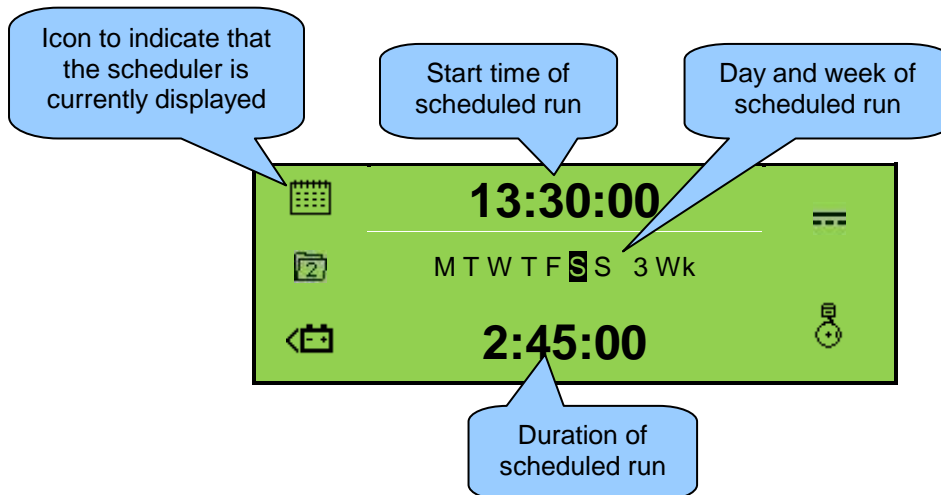 Icon to indicate that
the scheduler is
currently displayed
Start time of
scheduled run
Day and week of
scheduled run
13:30:00
2
M T W T F S S 3 Wk
2:45:00
Duration of
scheduled run